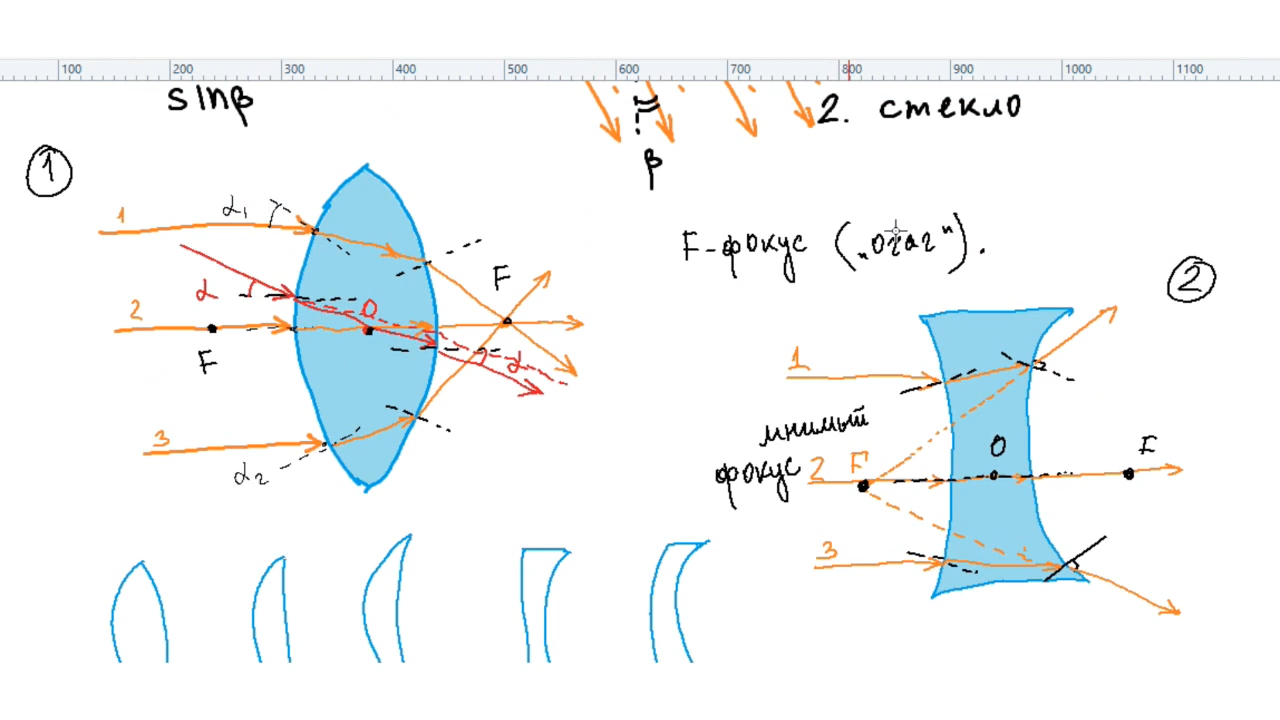 100 200 300 400 500 600 700 800 900 1000 1100
sinβ
β
2. стекло
1
1
α₁
α
2
O
F
F
α
3
α₂
F-фокус („очаг").
2
1
мнимый
фокус
2
F
O
F
3